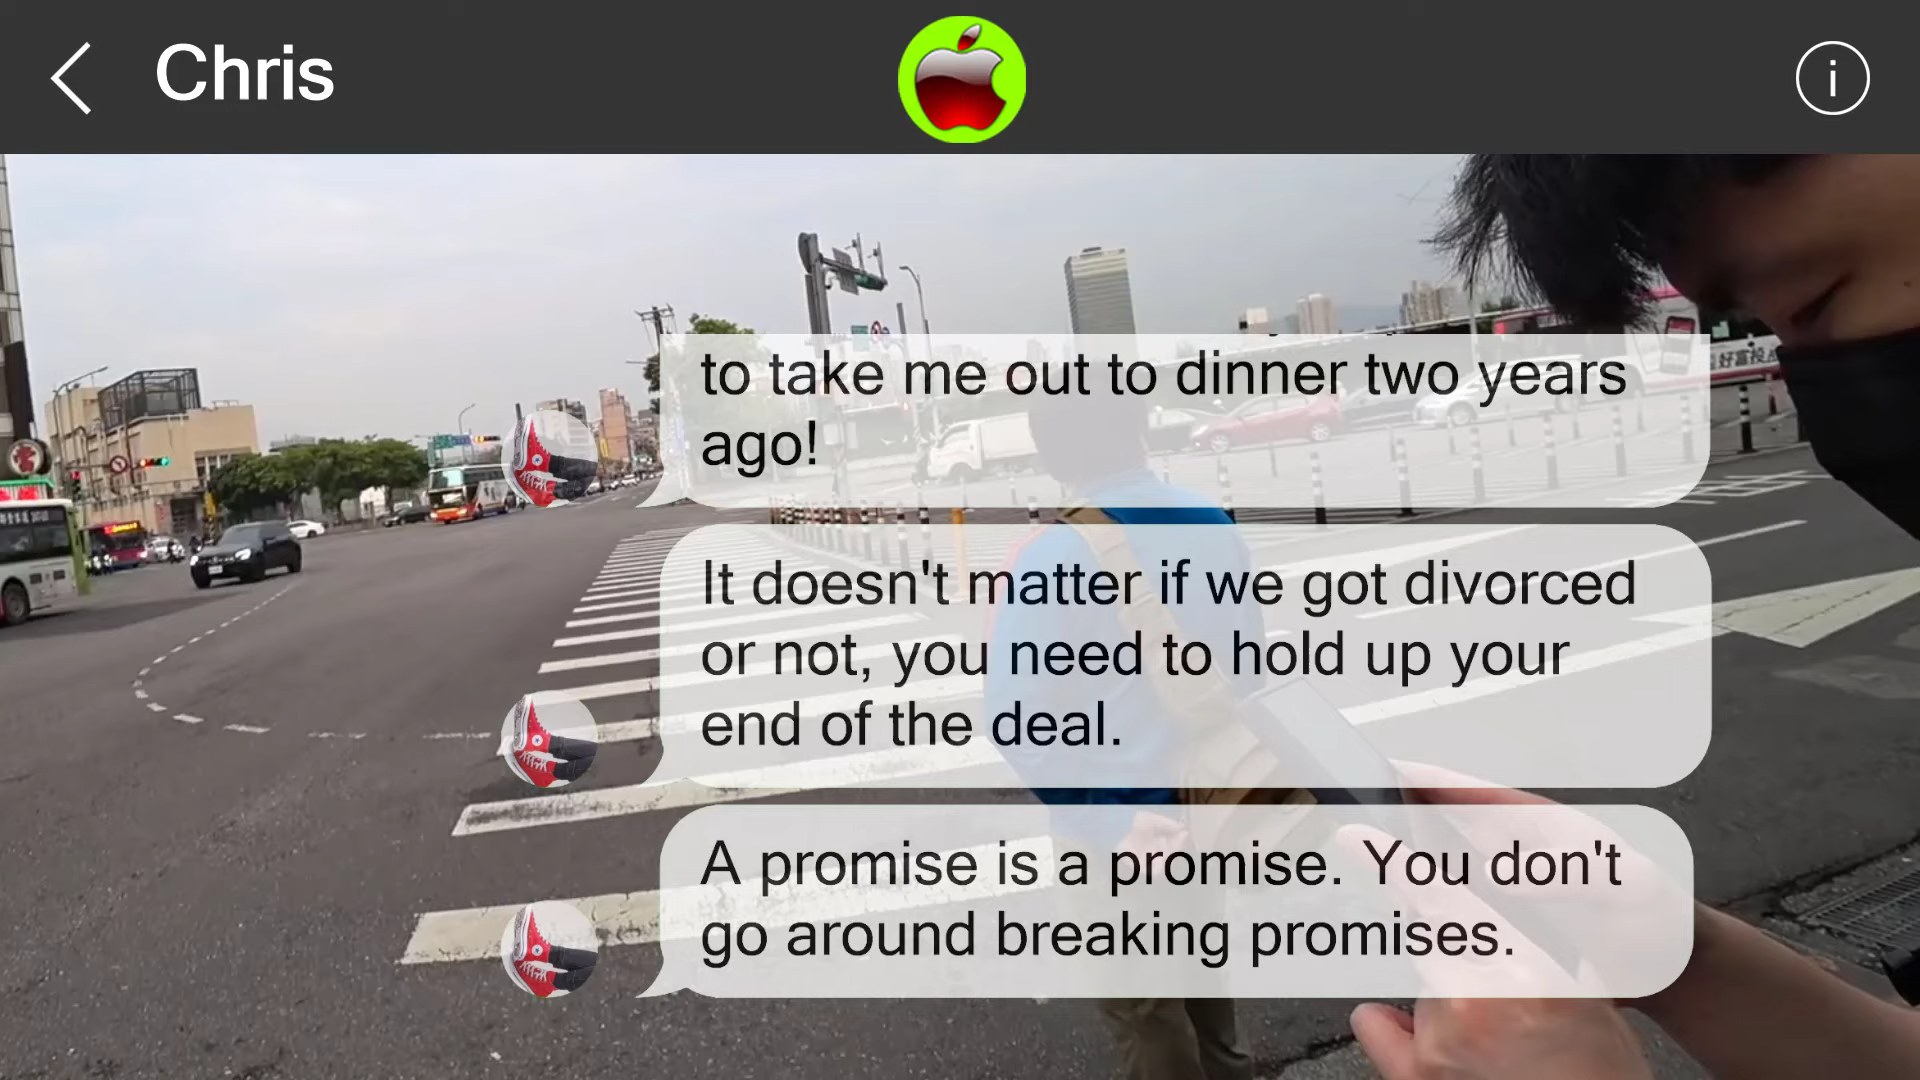 Chris
i
to take me out to dinner two years
ago!
It doesn't matter if we got divorced
or not, you need to hold up your
end of the deal.
A promise is a promise. You don't
go around breaking promises.